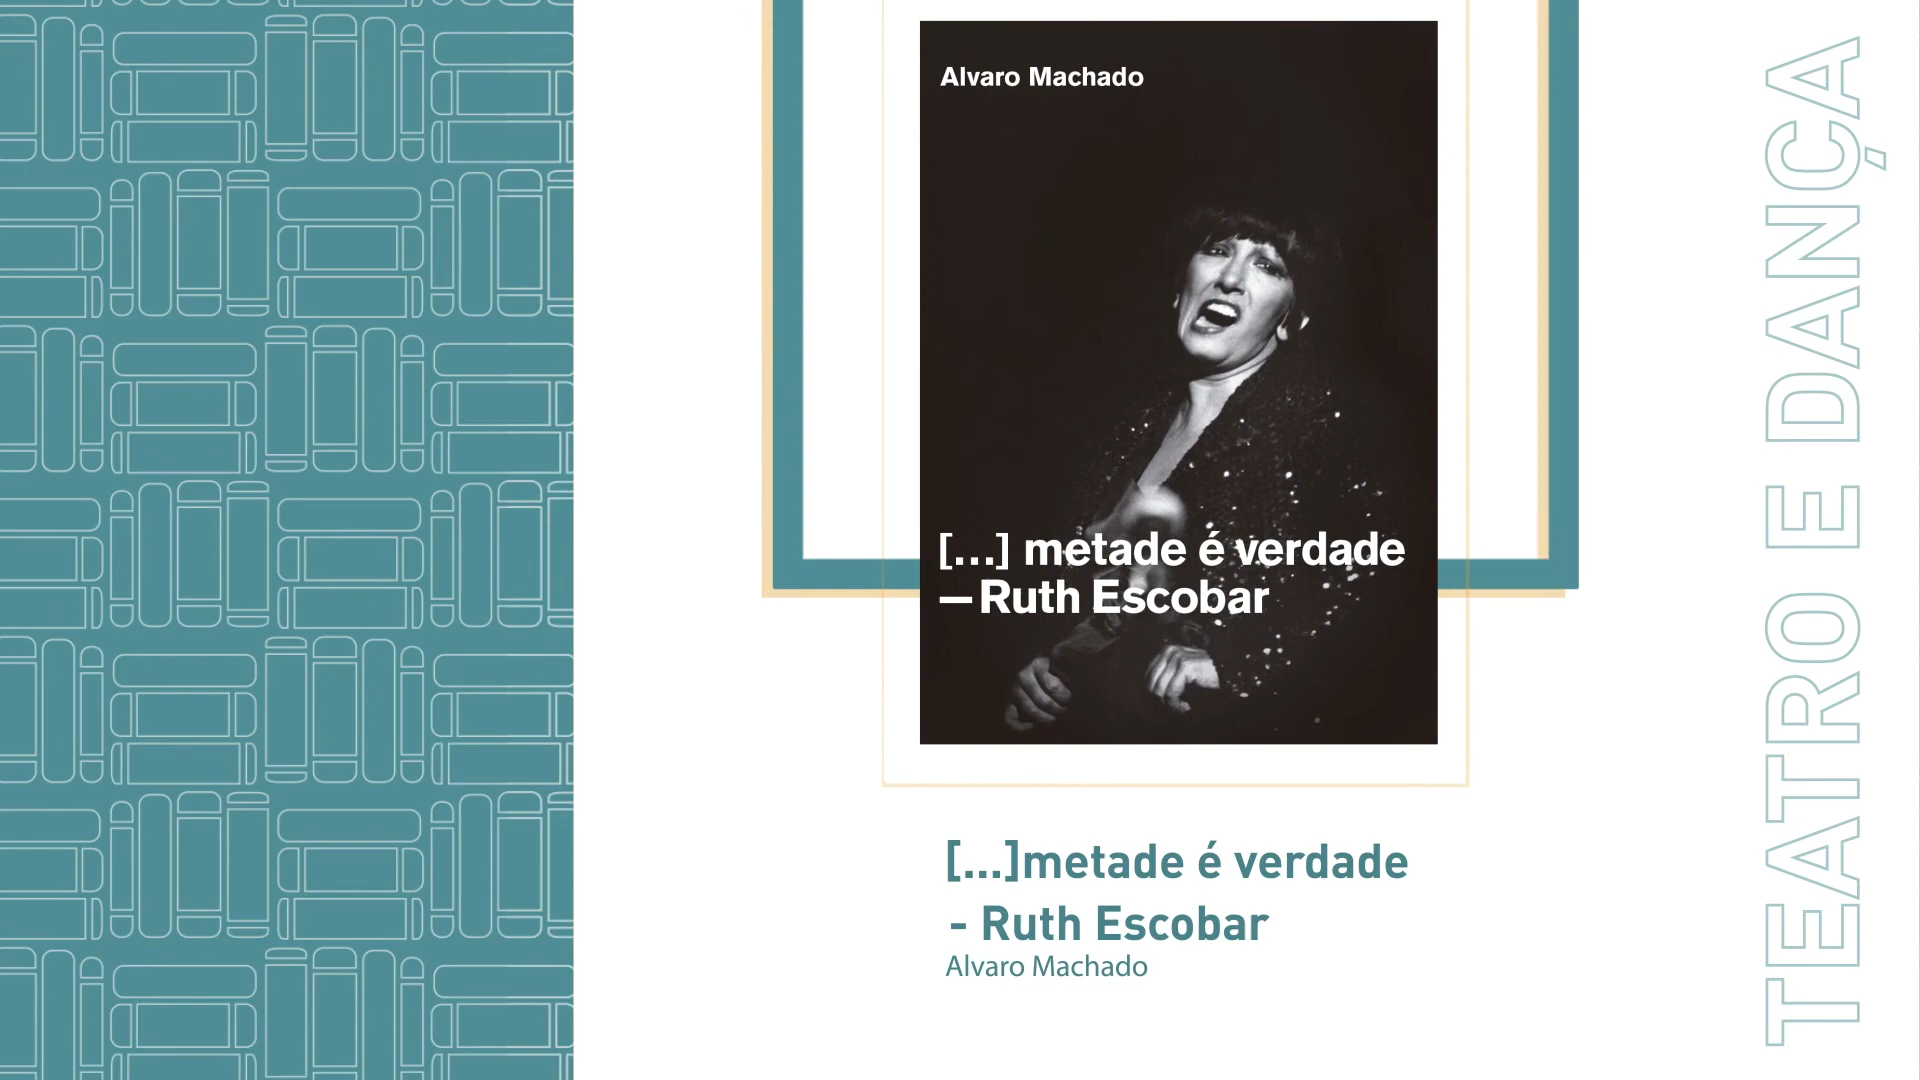 Alvaro Machado
[...] metade é verdade
—Ruth Escobar
[...]metade é verdade
- Ruth Escobar
Alvaro Machado
TEATRO E DANÇA